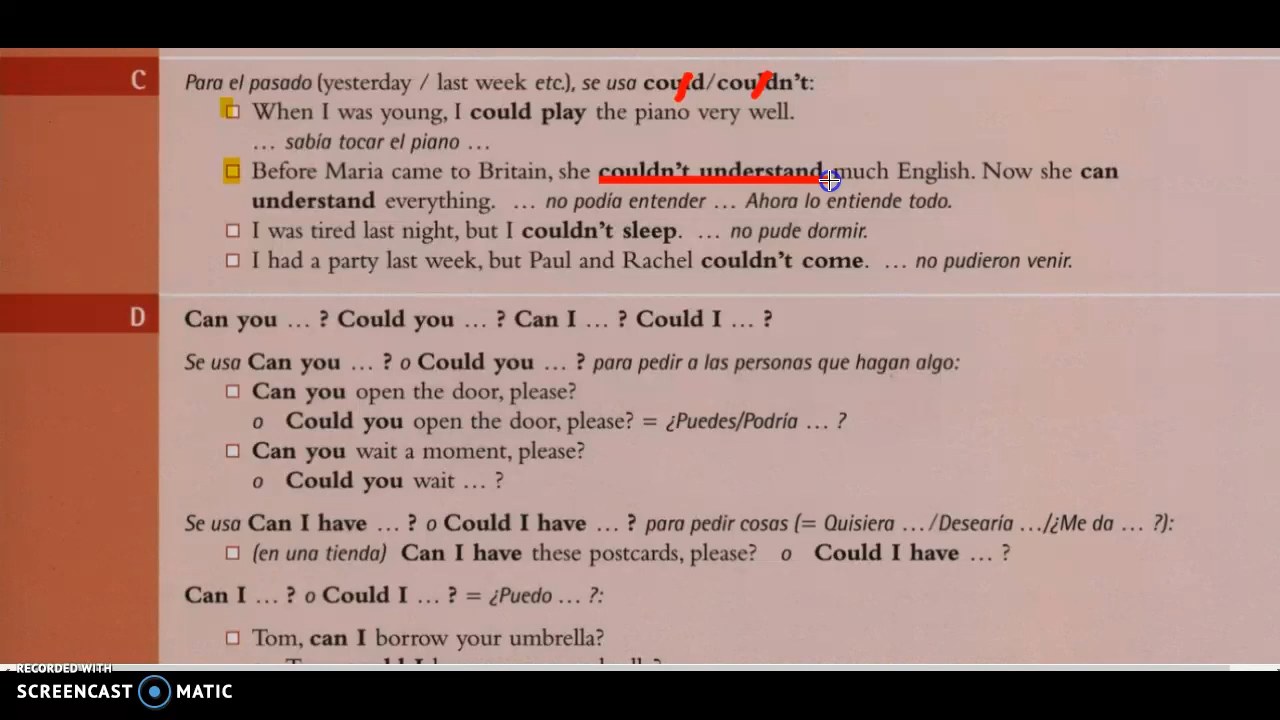 C
Para el pasado (yesterday / last week etc.), se usa could/couldn't:
When I was young, I could play the piano very well.
… sabía tocar el piano …
Before Maria came to Britain, she couldn't understand much English. Now she can
understand everything. … no podía entender … Ahora lo entiende todo.
I was tired last night, but I couldn't sleep. … no pude dormir.
I had a party last week, but Paul and Rachel couldn't come. … no pudieron venir.
D
Can you … ? Could you … ? Can I … ? Could I … ?
Se usa Can you … ? o Could you … ? para pedir a las personas que hagan algo:
Can you open the door, please?
o Could you open the door, please? = ¿Puedes/Podría … ?
Can you wait a moment, please?
o Could you wait … ?
Se usa Can I have … ? o Could I have … ? para pedir cosas (= Quisiera …/Desearía …/¿Me da … ?):
(en una tienda) Can I have these postcards, please? o Could I have … ?
Can I … ? o Could I … ? = ¿Puedo … ?:
Tom, can I borrow your umbrella?
RECORDED WITH
SCREENCAST MATIC